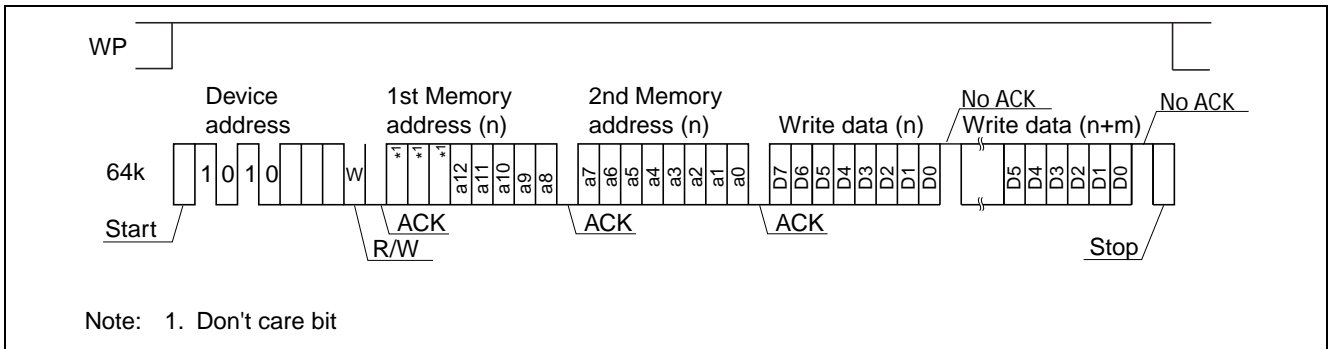 WP
Device address
1st Memory address (n)
2nd Memory address (n)
Write data (n)
No ACK
Write data (n+m)
No ACK
64k
1 0 1 0
W
*1 *1 *1 a12 a11 a10 a9 a8
a7 a6 a5 a4 a3 a2 a1 a0
D7 D6 D5 D4 D3 D2 D1 D0
D5 D4 D3 D2 D1 D0
Start
R/W
ACK
ACK
ACK
Stop
Note: 1. Don't care bit